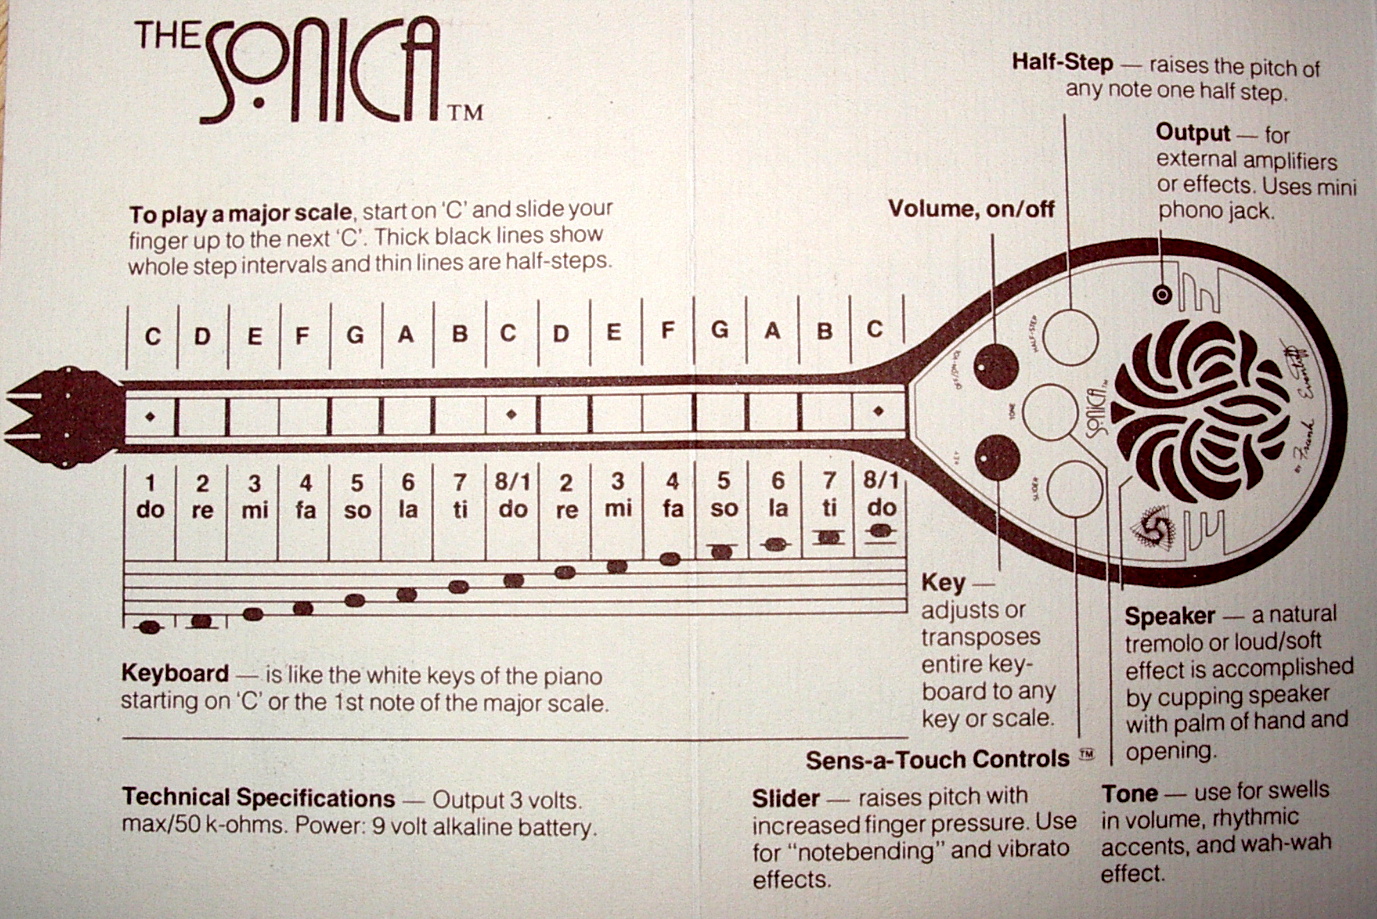 THE SONICA TM
Half-Step — raises the pitch of
any note one half step.
Output — for
external amplifiers
or effects. Uses mini
phono jack.
Volume, on/off
To play a major scale, start on 'C' and slide your
finger up to the next 'C'. Thick black lines show
whole step intervals and thin lines are half-steps.
C D E F G A B C D E F G A B C
HALF-STEP
TONE
SONICA TM
KEY
SLIDER
BY Frank Eventoff
1 2 3 4 5 6 7 8/1 2 3 4 5 6 7 8/1
do re mi fa so la ti do re mi fa so la ti do
Key —
adjusts or
transposes
entire key-
board to any
key or scale.
Speaker — a natural
tremolo or loud/soft
effect is accomplished
by cupping speaker
with palm of hand and
opening.
Keyboard — is like the white keys of the piano
starting on 'C' or the 1st note of the major scale.
Sens-a-Touch Controls TM
Technical Specifications — Output 3 volts.
max/50 k-ohms. Power: 9 volt alkaline battery.
Slider — raises pitch with
increased finger pressure. Use
for "notebending" and vibrato
effects.
Tone — use for swells
in volume, rhythmic
accents, and wah-wah
effect.